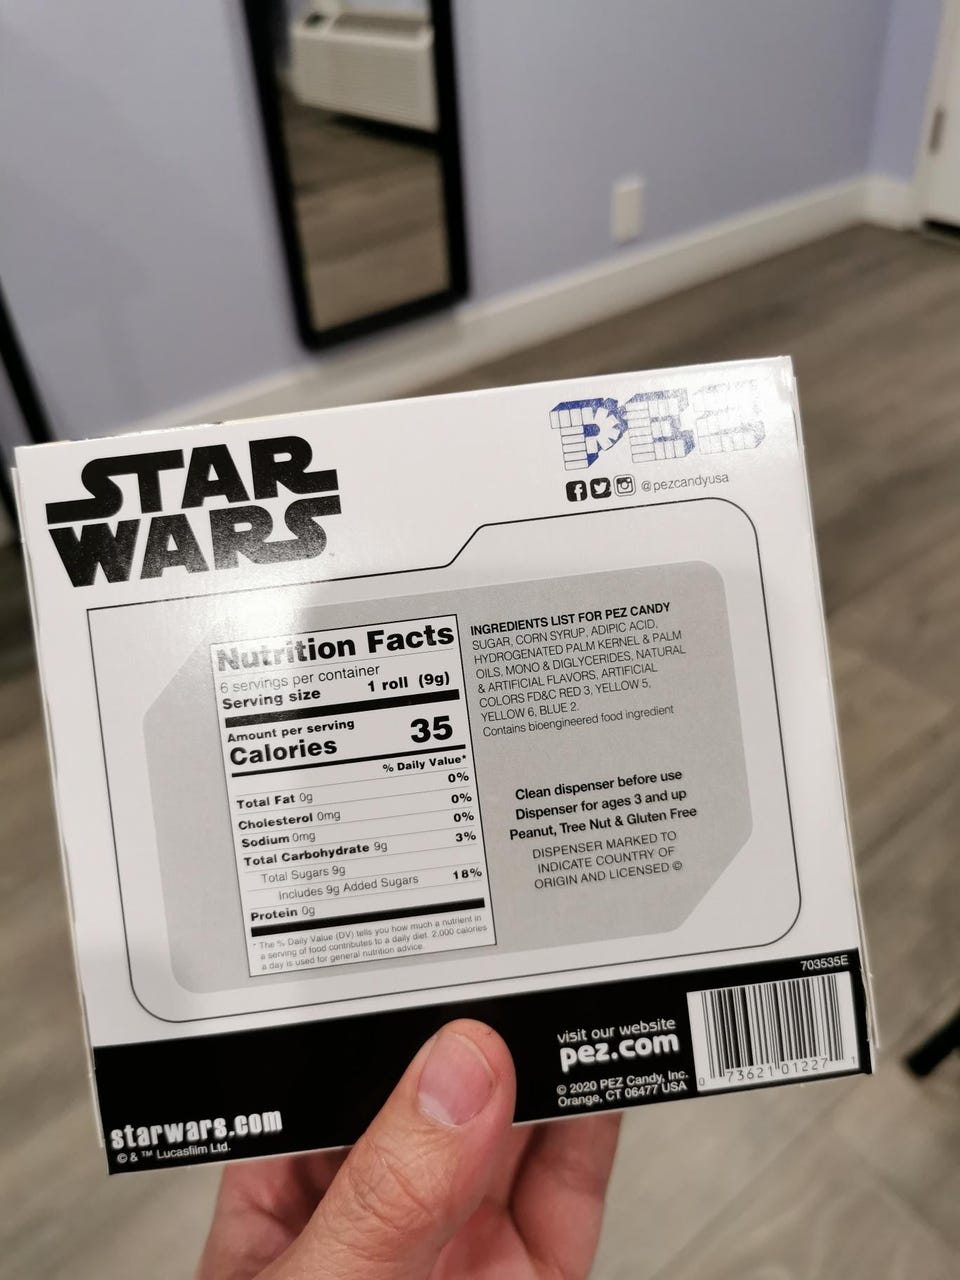 STAR
WARS
PEZ
@pezcandyusa
Nutrition Facts
6 servings per container
Serving size 1 roll (9g)
Amount per serving
Calories 35
% Daily Value*
Total Fat 0g 0%
Cholesterol 0mg 0%
Sodium 0mg 0%
Total Carbohydrate 9g 3%
Total Sugars 9g
Includes 9g Added Sugars 18%
Protein 0g
* The % Daily Value (DV) tells you how much a nutrient in
a serving of food contributes to a daily diet. 2,000 calories
a day is used for general nutrition advice.
INGREDIENTS LIST FOR PEZ CANDY
SUGAR, CORN SYRUP, ADIPIC ACID,
HYDROGENATED PALM KERNEL & PALM
OILS, MONO & DIGLYCERIDES, NATURAL
& ARTIFICIAL FLAVORS, ARTIFICIAL
COLORS FD&C RED 3, YELLOW 5,
YELLOW 6, BLUE 2.
Contains bioengineered food ingredient
Clean dispenser before use
Dispenser for ages 3 and up
Peanut, Tree Nut & Gluten Free
DISPENSER MARKED TO
INDICATE COUNTRY OF
ORIGIN AND LICENSED ©
703535E
visit our website
pez.com
© 2020 PEZ Candy, Inc.
Orange, CT 06477 USA
0 73621 01227 1
starwars.com
© & ™ Lucasfilm Ltd.